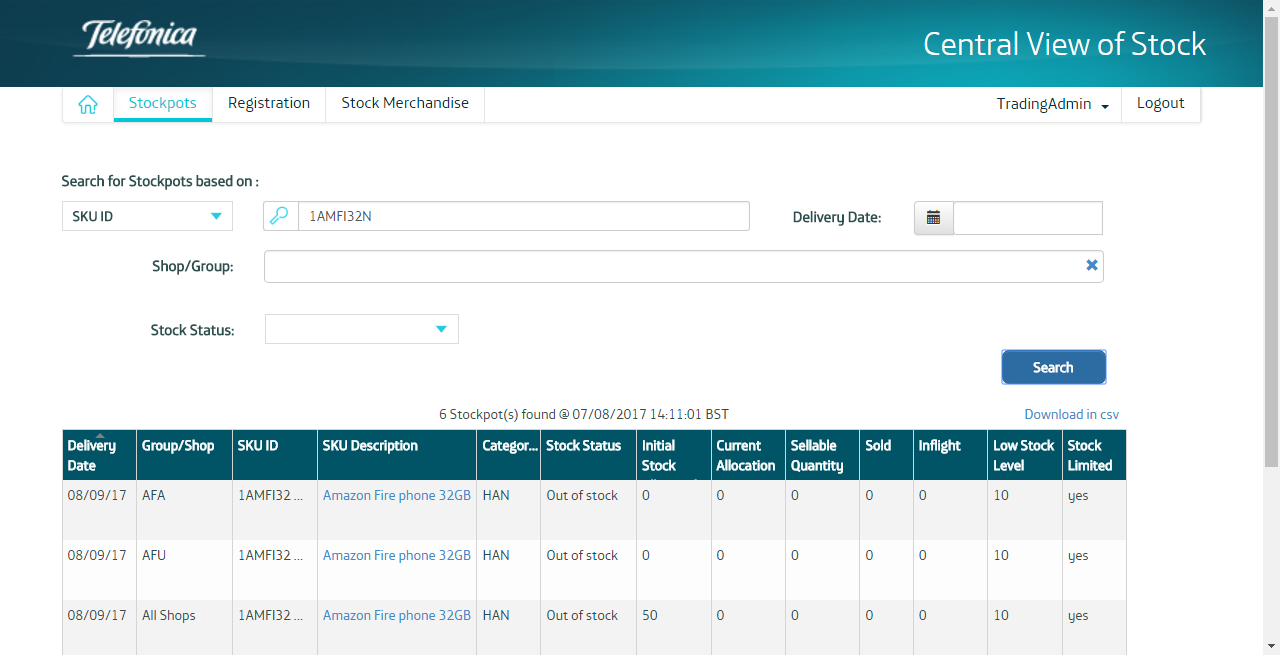 Telefónica
Central View of Stock
Stockpots Registration Stock Merchandise TradingAdmin Logout
Search for Stockpots based on :
SKU ID 1AMFI32N Delivery Date:
Shop/Group:
Stock Status:
Search
6 Stockpot(s) found @ 07/08/2017 14:11:01 BST Download in csv
Delivery Group/Shop SKU ID SKU Description Categor... Stock Status Initial Current Sellable Sold Inflight Low Stock Stock
Date Stock Allocation Quantity Level Limited
08/09/17 AFA 1AMFI32 ... Amazon Fire phone 32GB HAN Out of stock 0 0 0 0 0 10 yes
08/09/17 AFU 1AMFI32 ... Amazon Fire phone 32GB HAN Out of stock 0 0 0 0 0 10 yes
08/09/17 All Shops 1AMFI32 ... Amazon Fire phone 32GB HAN Out of stock 50 0 0 0 0 10 yes